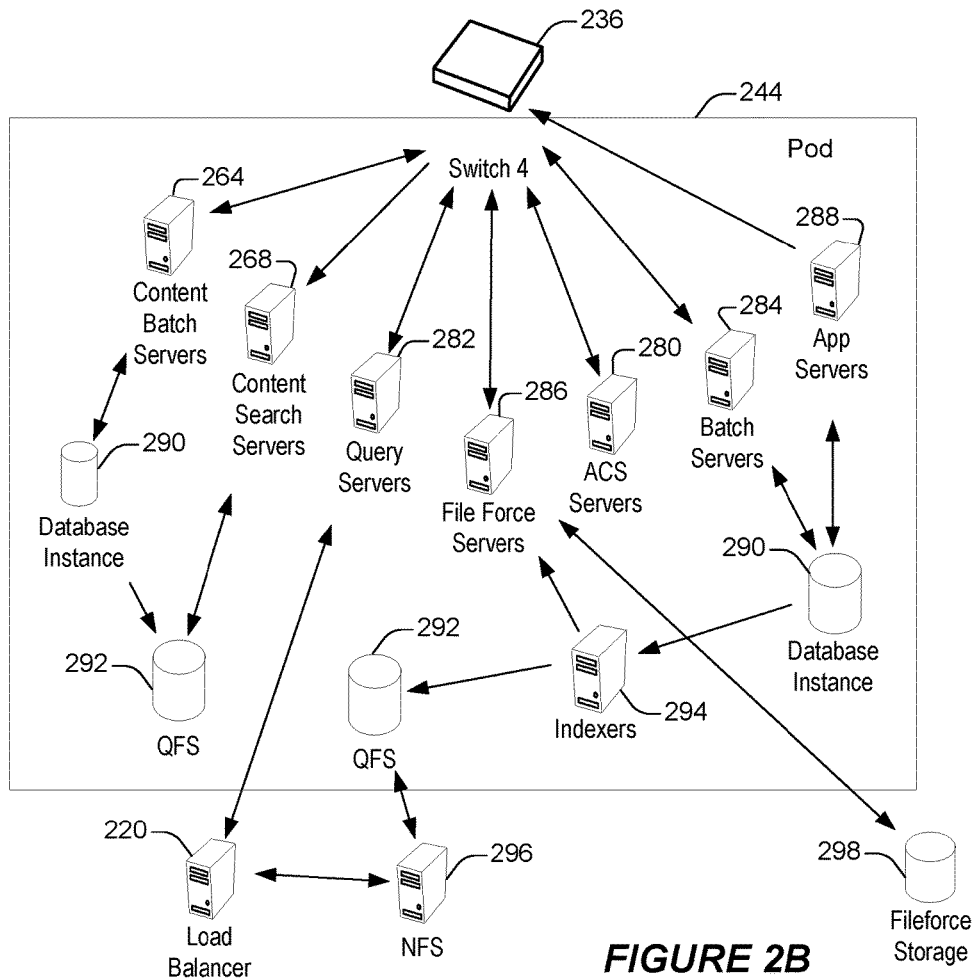 236
244
Pod
Switch 4
264
288
268
Content
Batch
Servers
284
282
280
App
Servers
286
Content
Search
Servers
290
Query
Servers
Batch
Servers
ACS
Servers
File Force
Servers
Database
Instance
290
292
292
Database
Instance
294
Indexers
QFS
QFS
220
296
298
Load
Balancer
NFS
Fileforce
Storage
FIGURE 2B